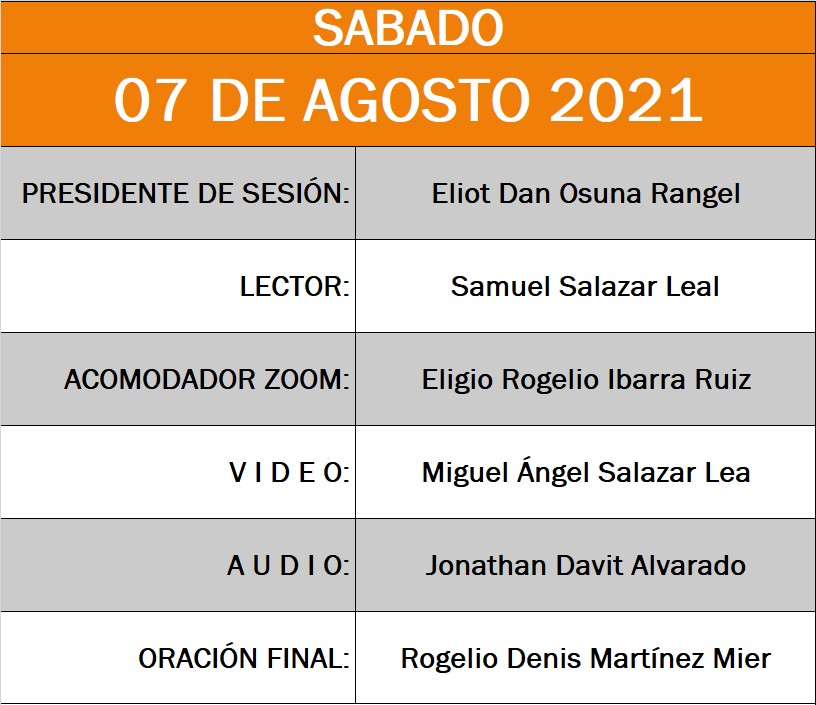 SABADO
07 DE AGOSTO 2021
PRESIDENTE DE SESIÓN: Eliot Dan Osuna Rangel
LECTOR: Samuel Salazar Leal
ACOMODADOR ZOOM: Eligio Rogelio Ibarra Ruiz
V I D E O: Miguel Ángel Salazar Lea
A U D I O: Jonathan Davit Alvarado
ORACIÓN FINAL: Rogelio Denis Martínez Mier